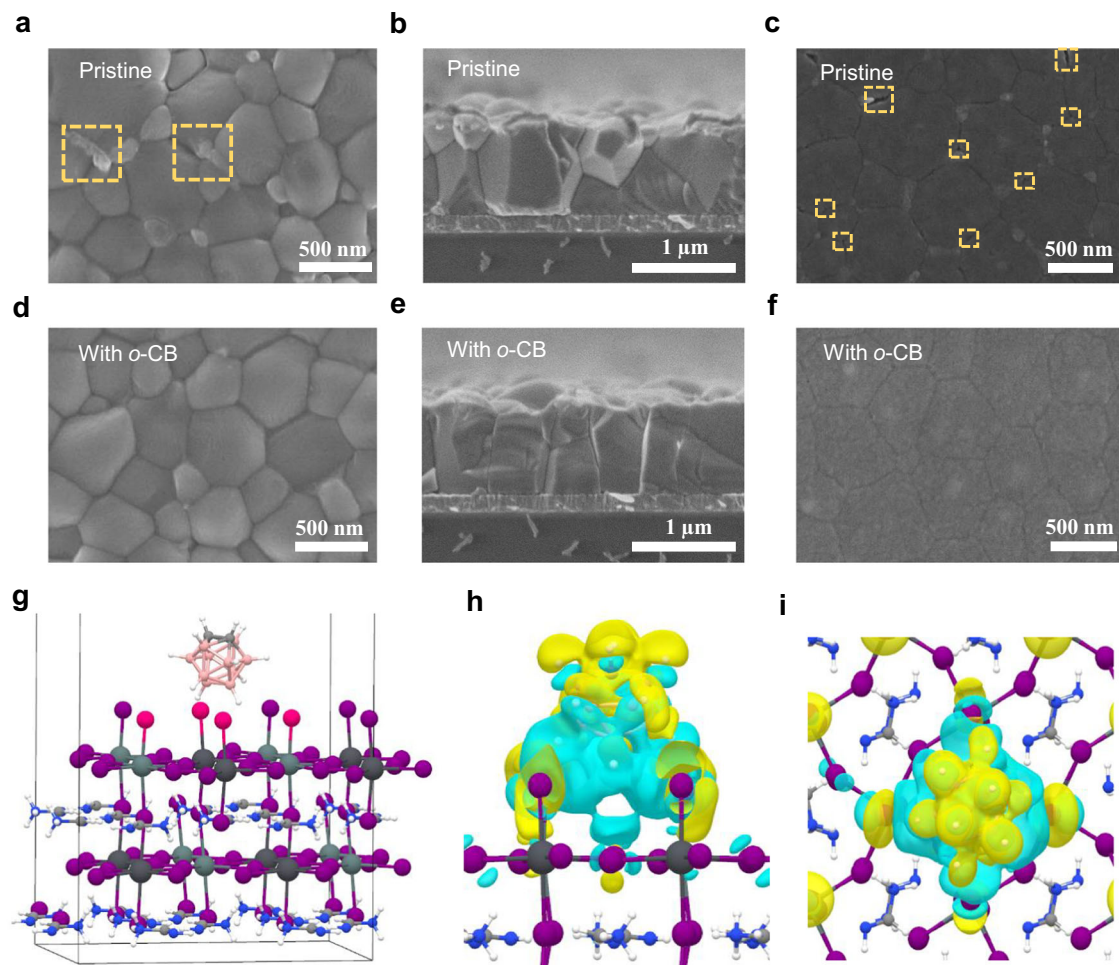 a
b
c
Pristine
Pristine
Pristine
500 nm
1 µm
500 nm
d
e
f
With o-CB
With o-CB
With o-CB
500 nm
1 µm
500 nm
g
h
i